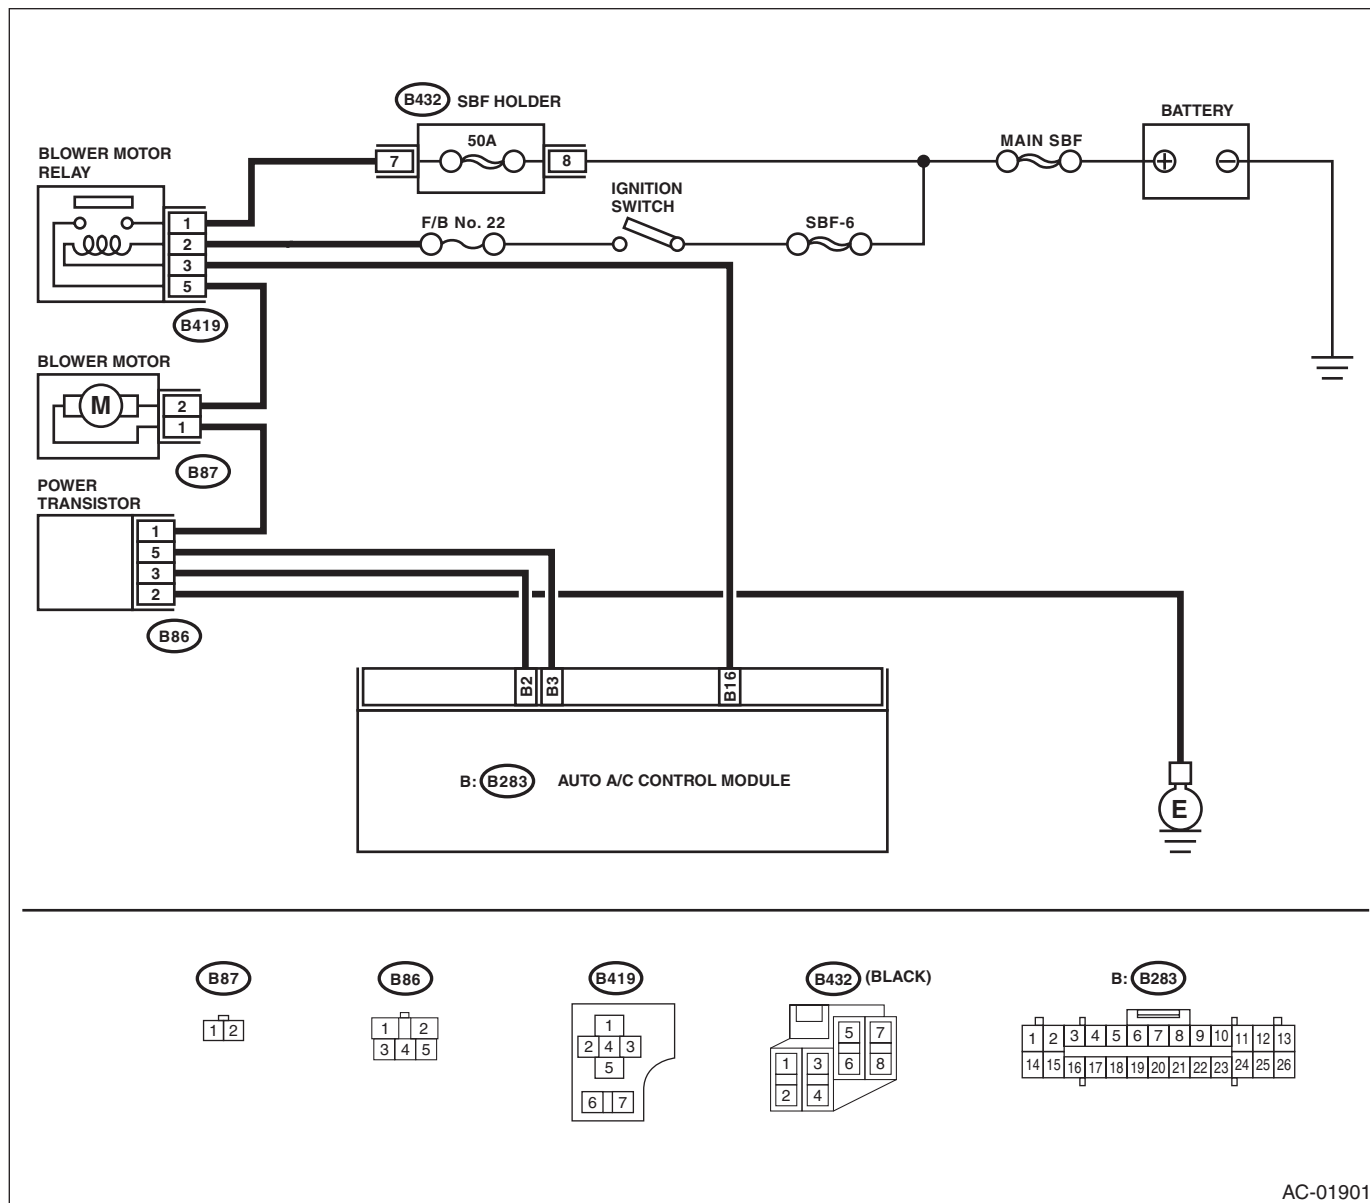 B432 SBF HOLDER
50A
7
8
MAIN SBF
BATTERY
BLOWER MOTOR
RELAY
IGNITION
SWITCH
F/B No. 22
SBF-6
1
2
3
5
B419
BLOWER MOTOR
M
2
1
B87
POWER
TRANSISTOR
1
5
3
2
B86
B2
B3
B16
B: B283 AUTO A/C CONTROL MODULE
E
B87
1 2
B86
1 2
3 4 5
B419
1
2 4 3
5
6 7
B432 (BLACK)
5 7
1 3 6 8
2 4
B: B283
1 2 3 4 5 6 7 8 9 10 11 12 13
14 15 16 17 18 19 20 21 22 23 24 25 26
AC-01901